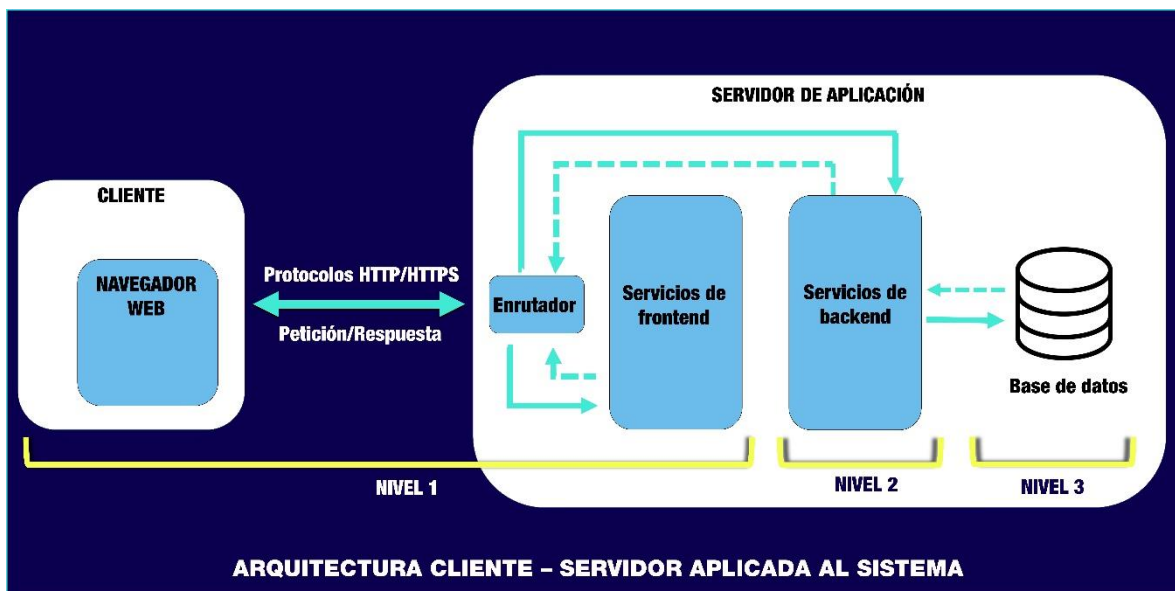 SERVIDOR DE APLICACIÓN
CLIENTE
NAVEGADOR
WEB
Protocolos HTTP/HTTPS
Petición/Respuesta
Enrutador
Servicios de
frontend
Servicios de
backend
Base de datos
NIVEL 1
NIVEL 2
NIVEL 3
ARQUITECTURA CLIENTE – SERVIDOR APLICADA AL SISTEMA